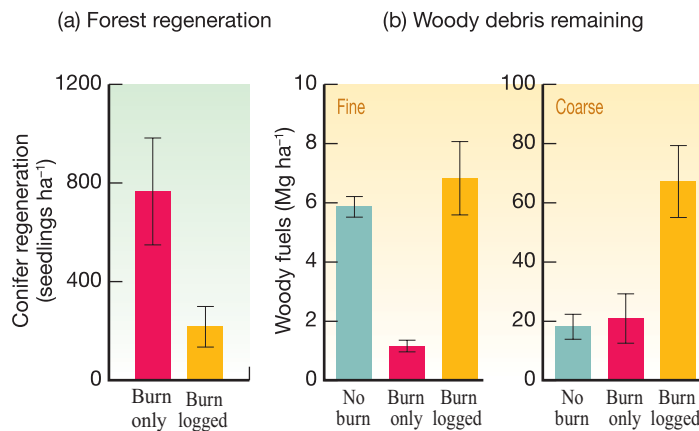 (a) Forest regeneration
Conifer regeneration
(seedlings ha⁻¹)
1200
800
400
0
Burn
only
Burn
logged
(b) Woody debris remaining
Woody fuels (Mg ha⁻¹)
10
8
6
4
2
0
Fine
No
burn
Burn
only
Burn
logged
100
80
60
40
20
0
Coarse
No
burn
Burn
only
Burn
logged